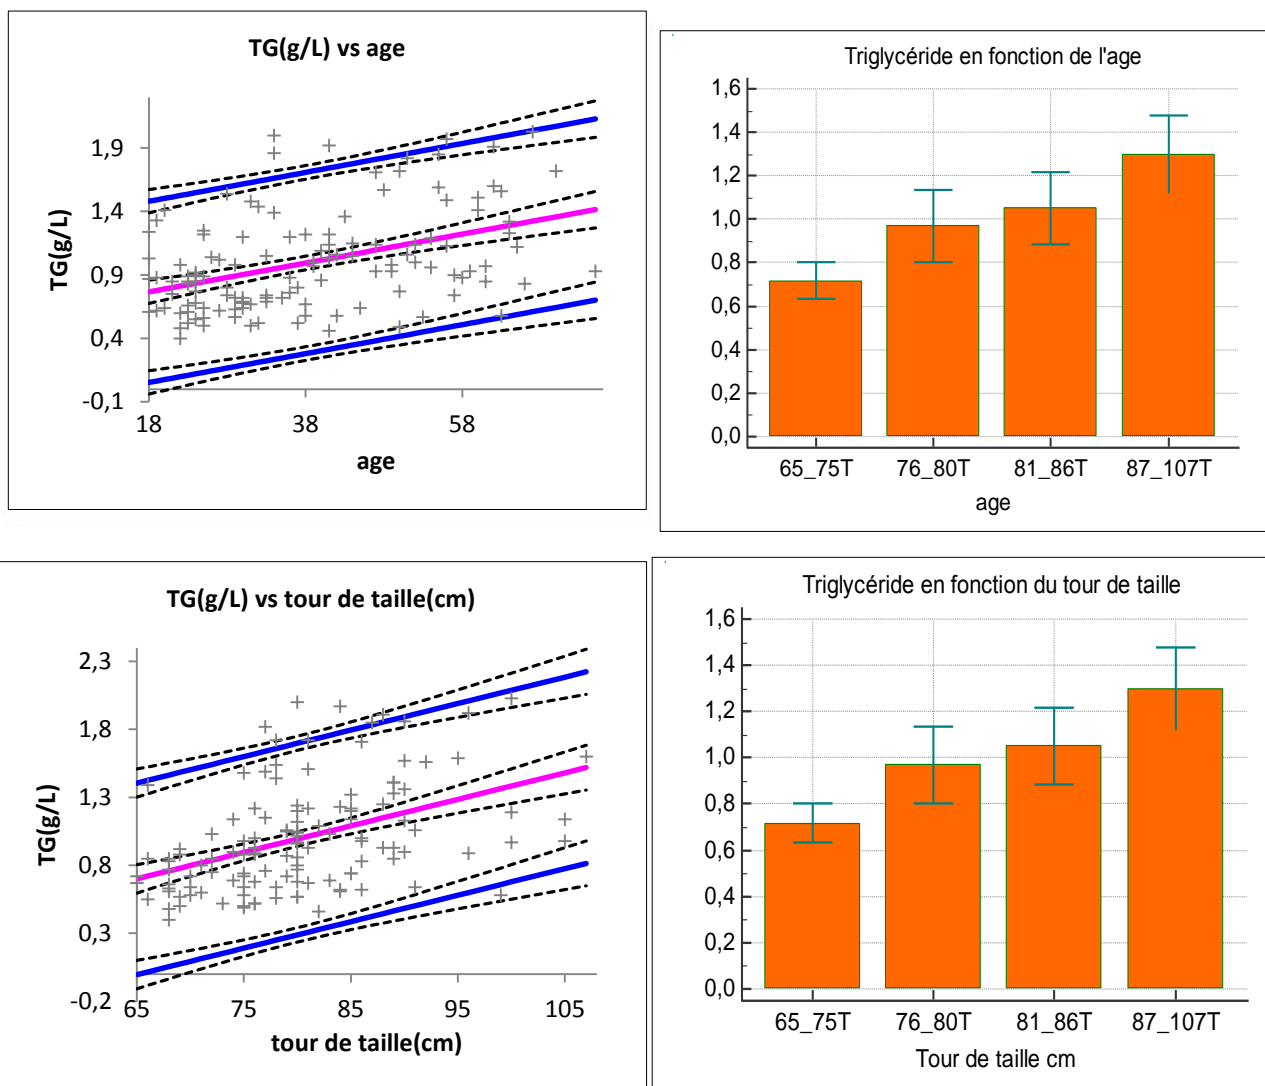 TG(g/L) vs age
TG(g/L)
1,9
1,4
0,9
0,4
-0,1
18 38 58
age
Triglycéride en fonction de l'age
1,6
1,4
1,2
1,0
0,8
0,6
0,4
0,2
0,0
65_75T 76_80T 81_86T 87_107T
age
TG(g/L) vs tour de taille(cm)
TG(g/L)
2,3
1,8
1,3
0,8
0,3
-0,2
65 75 85 95 105
tour de taille(cm)
Triglycéride en fonction du tour de taille
1,6
1,4
1,2
1,0
0,8
0,6
0,4
0,2
0,0
65_75T 76_80T 81_86T 87_107T
Tour de taille cm